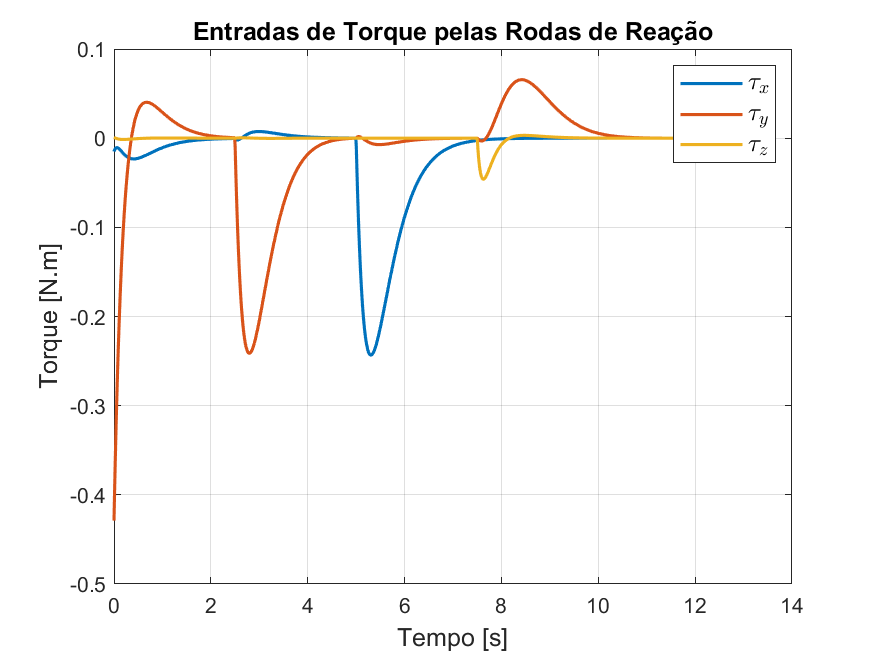 Entradas de Torque pelas Rodas de Reação
0.1
0
-0.1
-0.2
-0.3
-0.4
-0.5
Torque [N.m]
τx
τy
τz
0 2 4 6 8 10 12 14
Tempo [s]